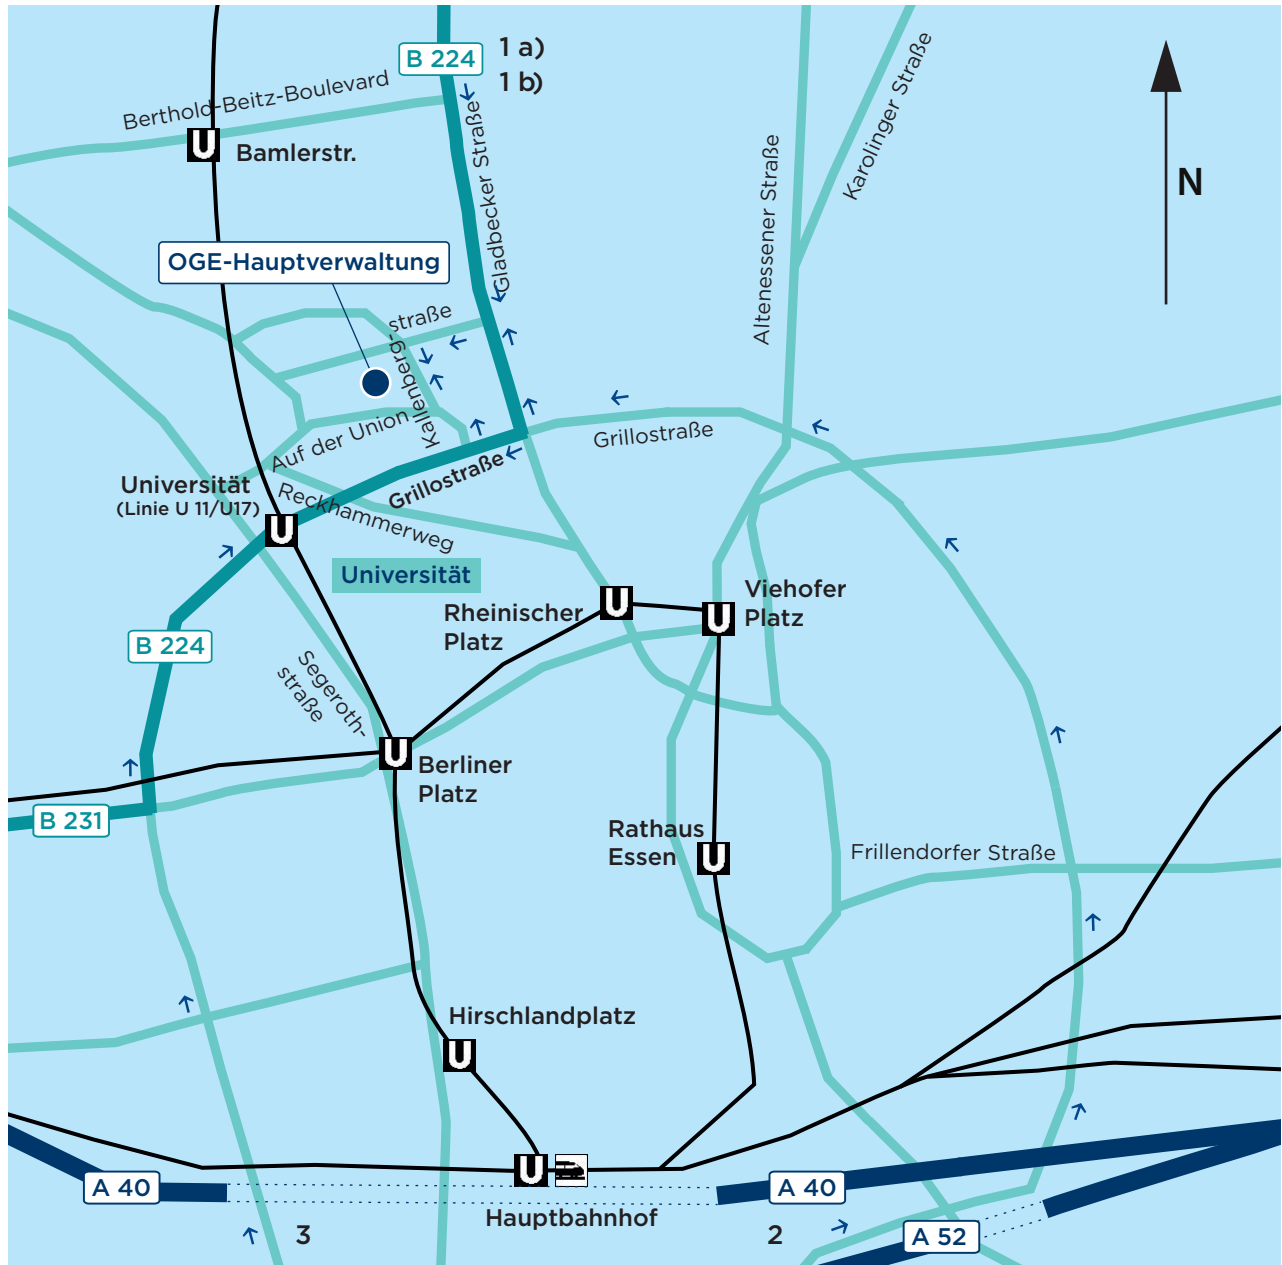 B 224
1 a)
1 b)
Berthold-Beitz-Boulevard
U
Bamlerstr.
Gladbecker Straße
Altenessener Straße
Karolinger Straße
N
OGE-Hauptverwaltung
Kallenberg-
straße
Auf der Union
Grillostraße
Grillostraße
Universität
(Linie U 11/U17)
U
Reckhammerweg
Universität
Rheinischer
Platz
U
Viehofer
Platz
U
B 224
Segeroth-
straße
U
Berliner
Platz
B 231
Rathaus
Essen
U
Frillendorfer Straße
Hirschlandplatz
U
U
Hauptbahnhof
A 40
A 40
3
2
A 52